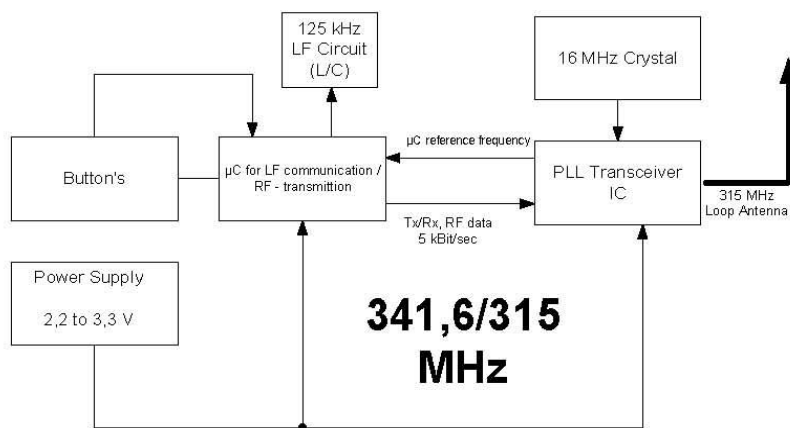 125 kHz
LF Circuit
(L/C)
16 MHz Crystal
Button's
µC for LF communication /
RF - transmittion
µC reference frequency
PLL Transceiver
IC
Tx/Rx, RF data
5 kBit/sec
315 MHz
Loop Antenna
Power Supply
2,2 to 3,3 V
341,6/315
MHz